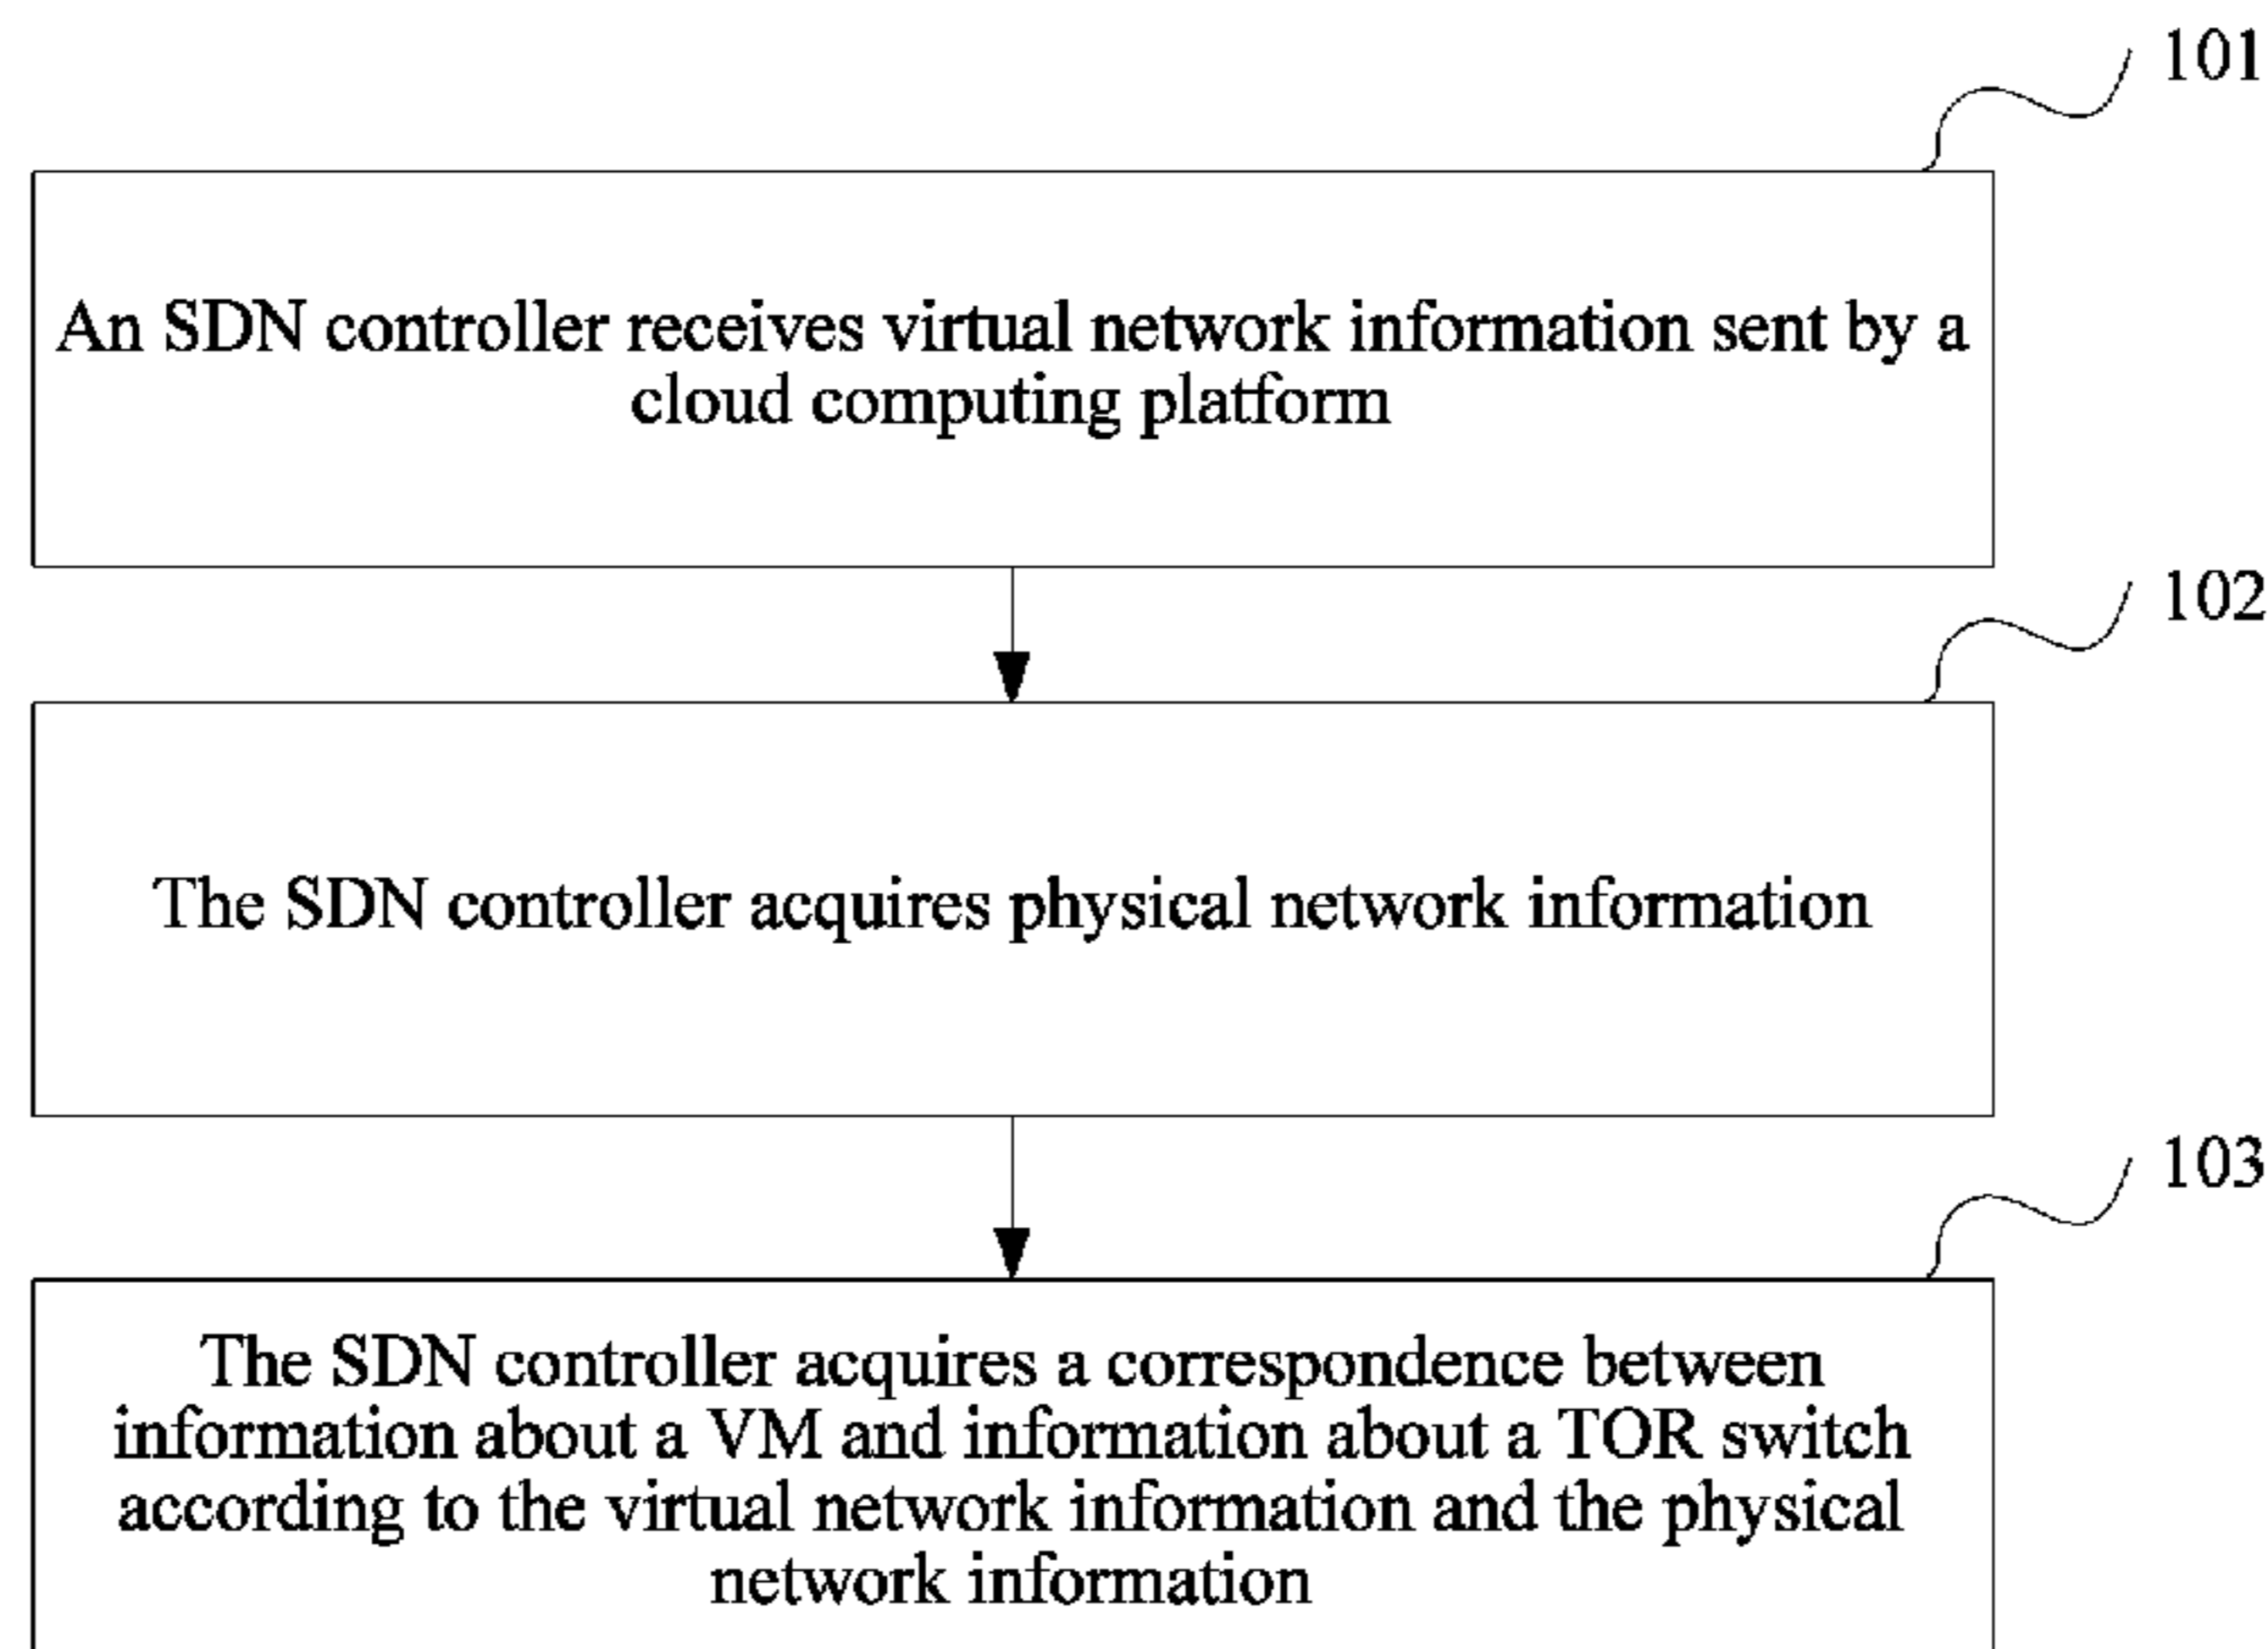 101
An SDN controller receives virtual network information sent by a
cloud computing platform
102
The SDN controller acquires physical network information
103
The SDN controller acquires a correspondence between
information about a VM and information about a TOR switch
according to the virtual network information and the physical
network information